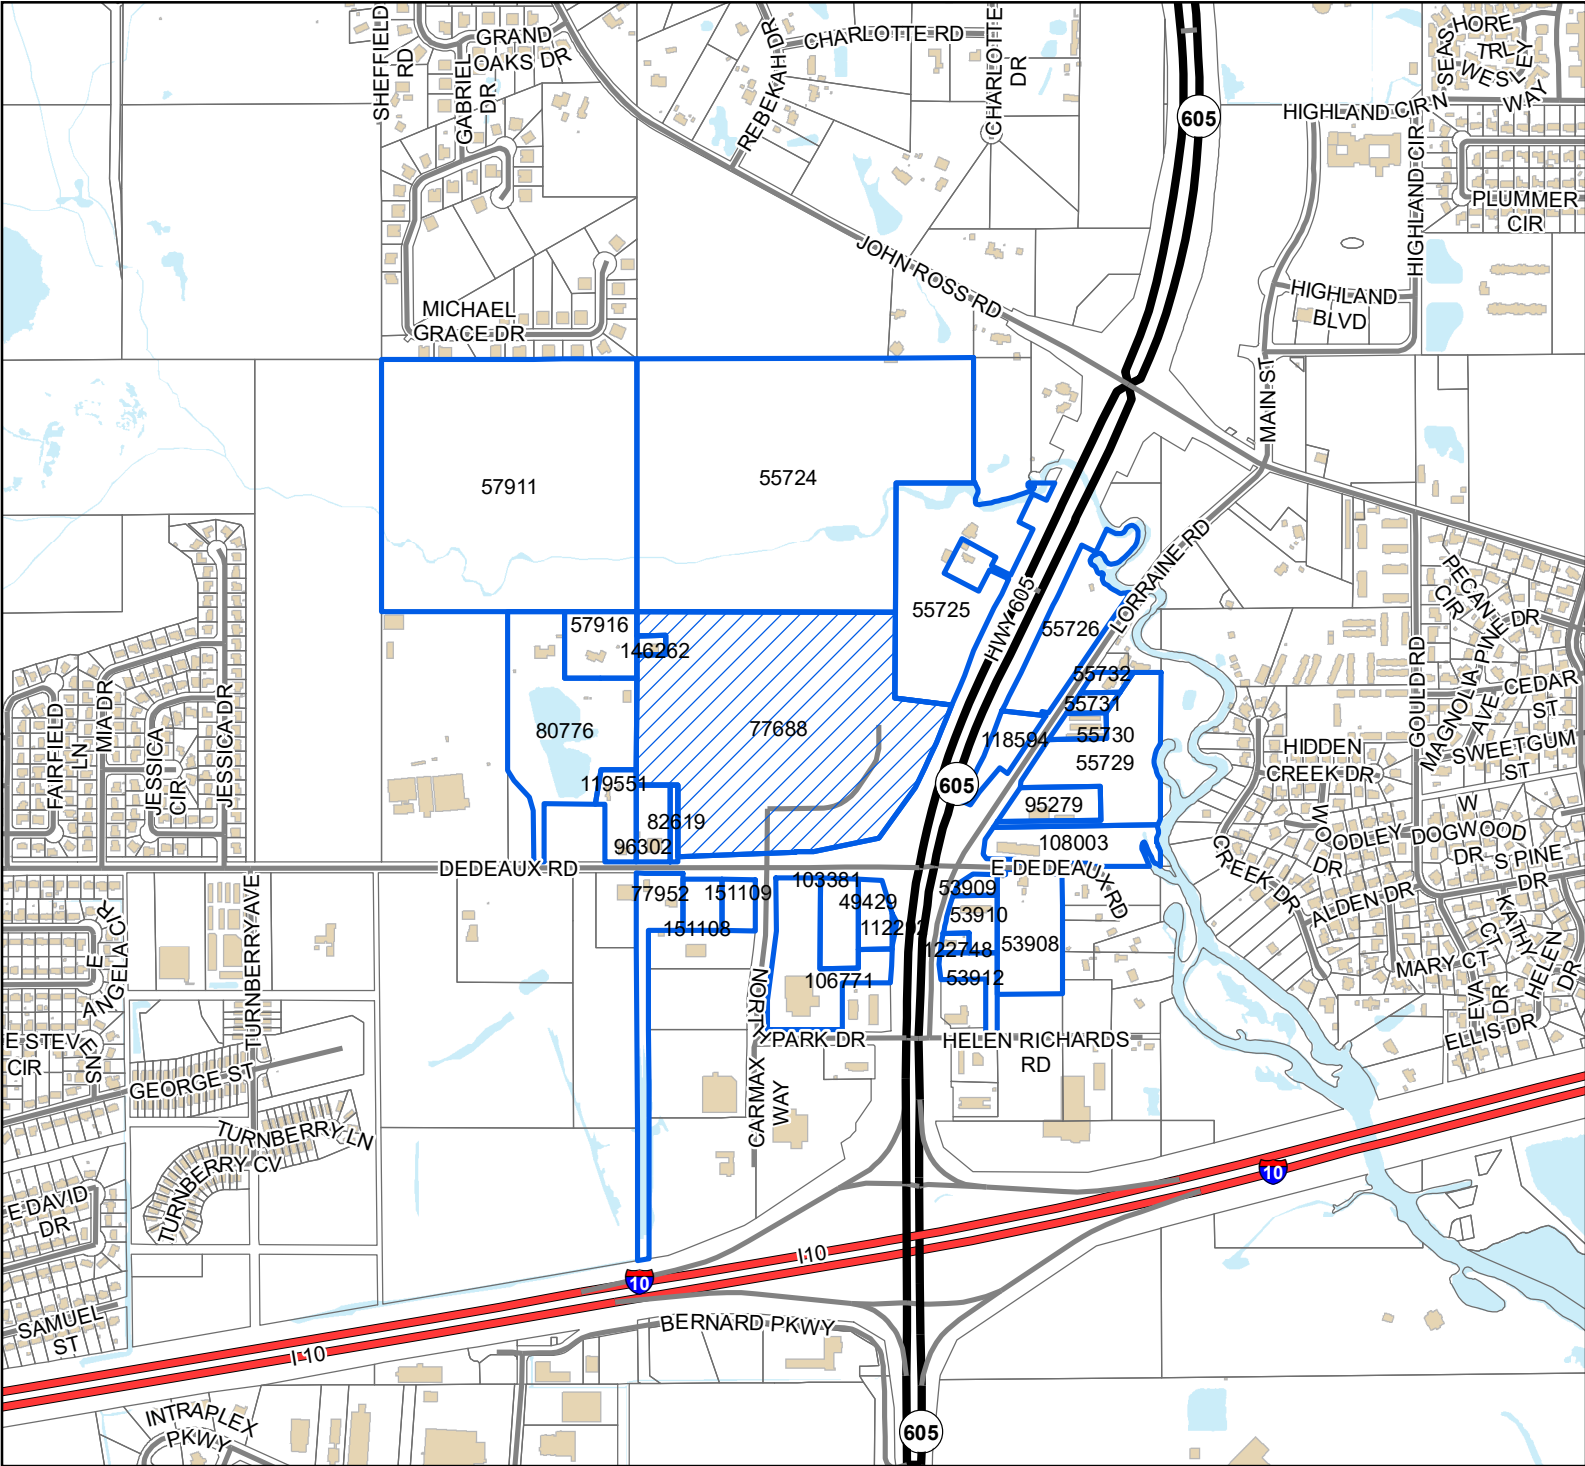 SHEFFIELD
RD
GRAND
OAKS DR
GABRIEL
DR
REBEKAH DR
CHARLOTTE RD
CHARLOTTE
DR
605
HIGHLAND CIR N
SEASHORE
TRL
WESLEY
WAY
HIGHLAND CIR
PLUMMER
CIR
JOHN ROSS RD
MICHAEL
GRACE DR
HIGHLAND
BLVD
MAIN ST
57911
55724
55725
HWY 605
55726
LORRAINE RD
57916
146262
55732
55731
55730
55729
118594
80776
77688
119551
82619
96302
605
95279
108003
PECAN
CIR
MAGNOLIA PINE DR
GOULD RD
CEDAR
ST
AVE
SWEETGUM
ST
HIDDEN
CREEK DR
WOODLEY
DR
W
DOGWOOD
DR
S PINE
DR
CREEK DR
ALDEN DR
MARY CT
EVA CT
KATHY
DR
HELEN
DR
ELLIS DR
FAIRFIELD
LN
MIA DR
JESSICA
CIR
JESSICA DR
DEDEAUX RD
E DEDEAUX RD
77952
151109
151108
103381
49429
112202
106771
53909
53910
122748
53912
53908
E
ANGELA CIR
TURNBERRY AVE
E STEVENS
CIR
GEORGE ST
TURNBERRY LN
TURNBERRY CV
E DAVID
DR
SAMUEL
ST
NORTH
PARK DR
CARMAX
WAY
HELEN RICHARDS
RD
I 10
10
I 10
10
BERNARD PKWY
INTRAPLEX
PKWY
605